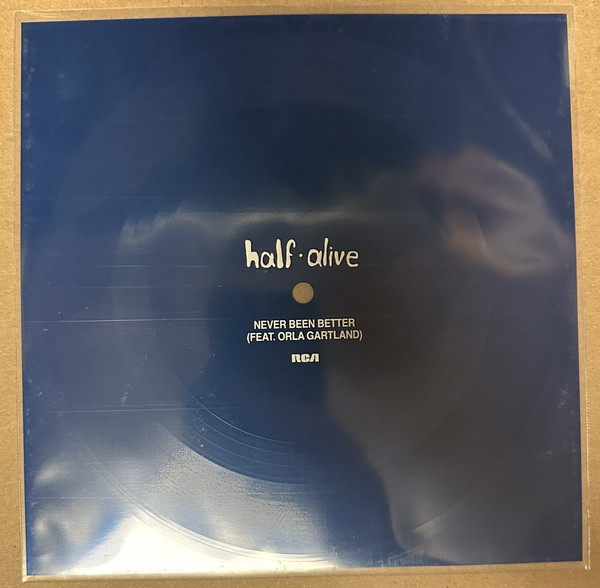 half·alive
NEVER BEEN BETTER
(FEAT. ORLA GARTLAND)
RCA